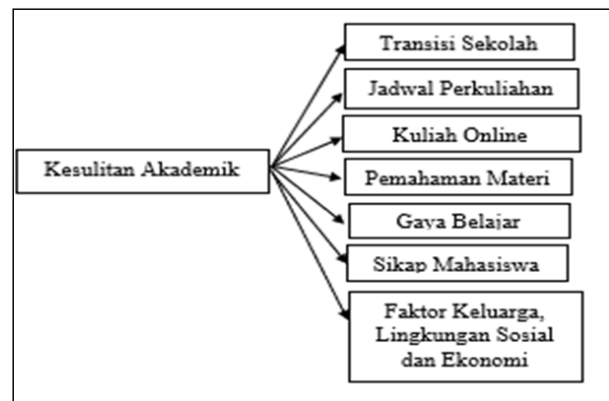 Transisi Sekolah
Jadwal Perkuliahan
Kuliah Online
Kesulitan Akademik
Pemahaman Materi
Gaya Belajar
Sikap Mahasiswa
Faktor Keluarga,
Lingkungan Sosial
dan Ekonomi